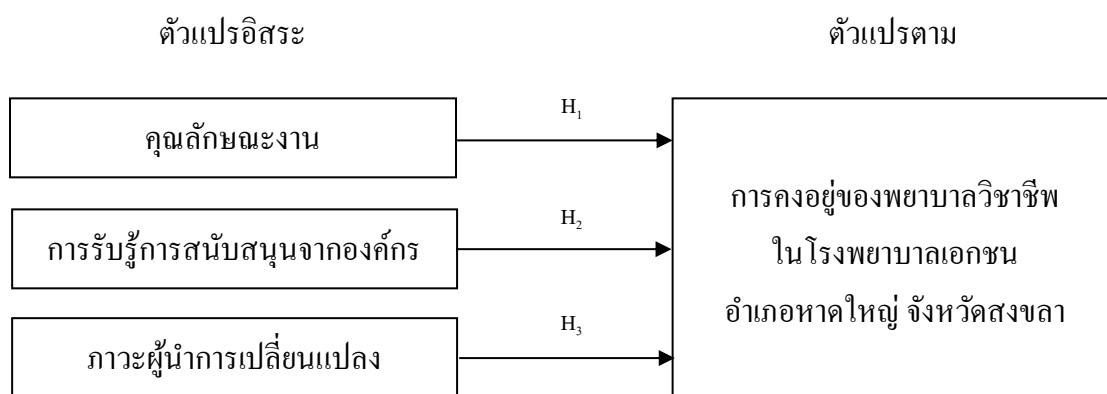 ตัวแปรอิสระ
ตัวแปรตาม
คุณลักษณะงาน
H1
การรับรู้การสนับสนุนจากองค์กร
H2
ภาวะผู้นำการเปลี่ยนแปลง
H3
การคงอยู่ของพยาบาลวิชาชีพ
ในโรงพยาบาลเอกชน
อำเภอหาดใหญ่ จังหวัดสงขลา